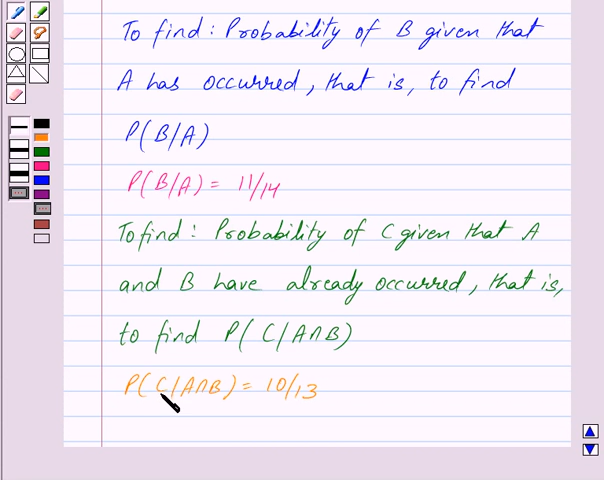 To find : Probability of B given that
A has occurred, that is, to find
P(B/A)
P(B/A) = 11/14
To find : Probability of C given that A
and B have already occurred, that is,
to find P(C/A∩B)
P(C/A∩B) = 10/13